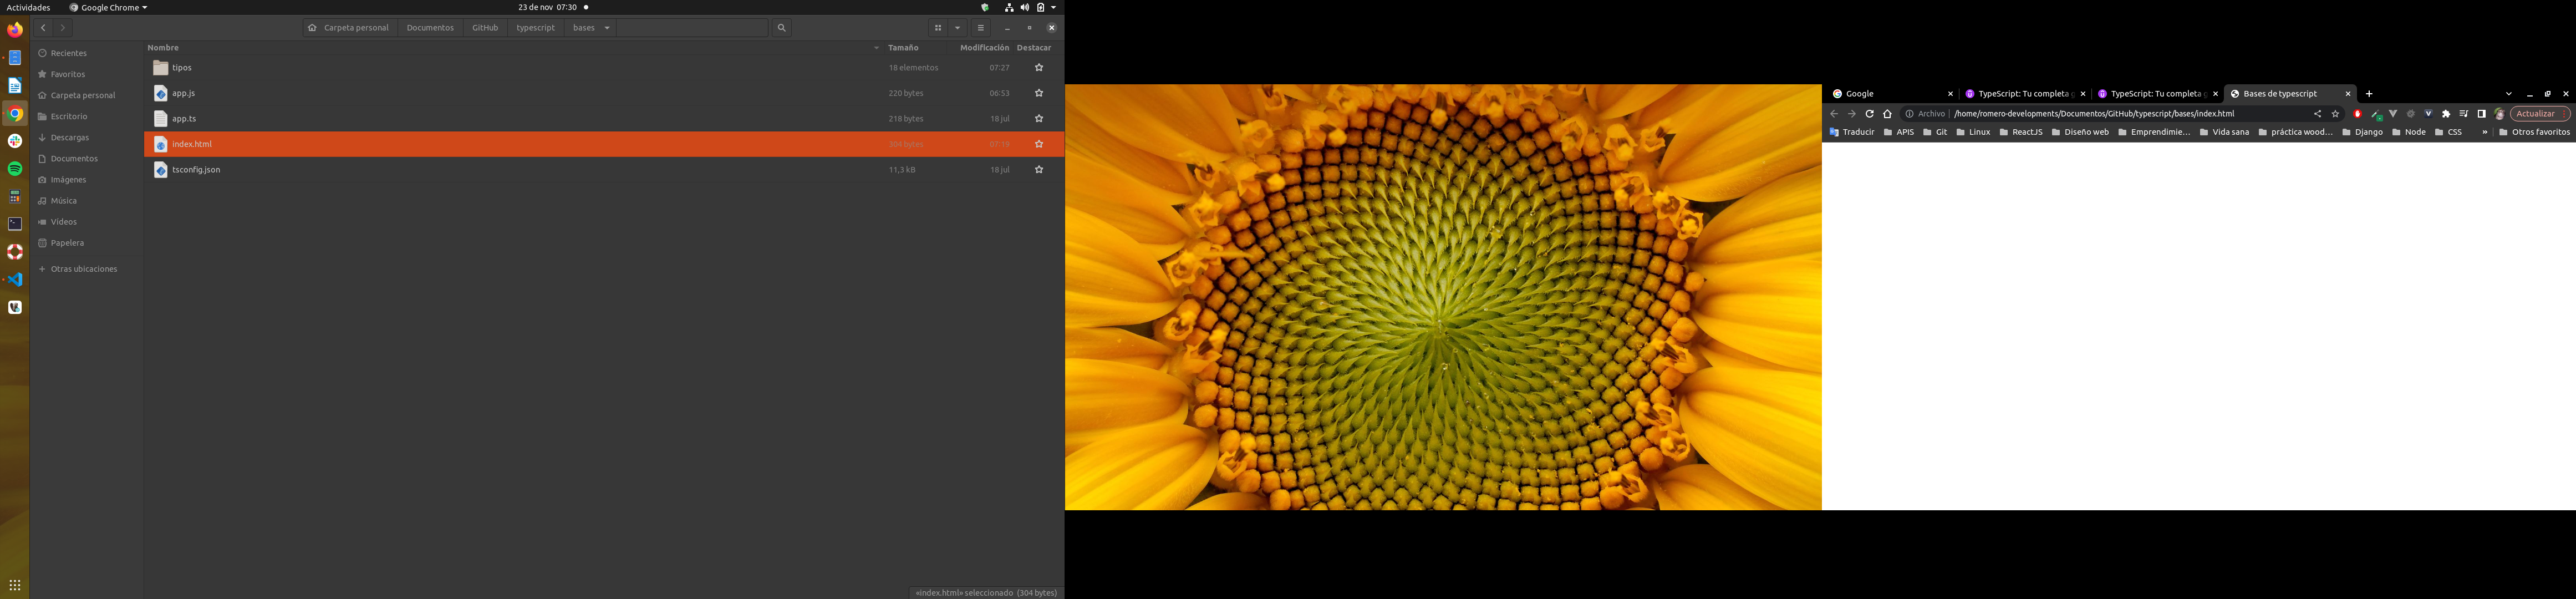 Actividades
Google Chrome
23 de nov 07:30
Carpeta personal
Documentos
GitHub
typescript
bases
Recientes
Favoritos
Carpeta personal
Escritorio
Descargas
Documentos
Imágenes
Música
Vídeos
Papelera
Otras ubicaciones
Nombre Tamaño Modificación Destacar
tipos 18 elementos 07:27
app.js 220 bytes 06:53
app.ts 218 bytes 18 jul
index.html 304 bytes 07:19
tsconfig.json 11,3 kB 18 jul
«index.html» seleccionado (304 bytes)
Google
TypeScript: Tu completa g
TypeScript: Tu completa g
Bases de typescript
Archivo /home/romero-developments/Documentos/GitHub/typescript/bases/index.html
Actualizar
Traducir APIS Git Linux ReactJS Diseño web Emprendimie... Vida sana práctica wood... Django Node CSS » Otros favoritos